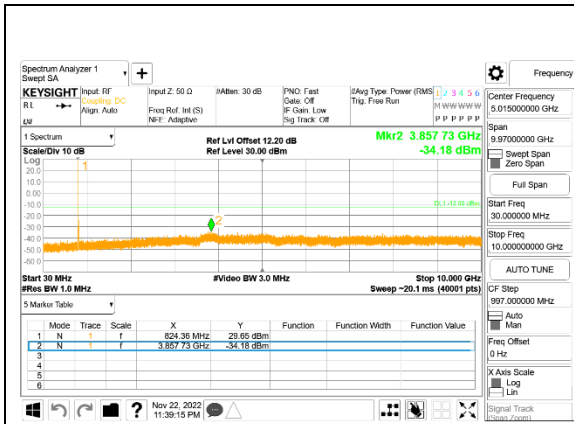 Spectrum Analyzer 1
Swept SA
+
Frequency
KEYSIGHT
R L
Input: RF
Coupling: DC
Align: Auto
Input Z: 50 Ω
Freq Ref: Int (S)
NFE: Adaptive
#Atten: 30 dB
PNO: Fast
Gate: Off
IF Gain: Low
Sig Track: Off
#Avg Type: Power (RMS
Trig: Free Run
1 2 3 4 5 6
M W W W W W
P P P P P P
1 Spectrum
Scale/Div 10 dB
Ref Lvl Offset 12.20 dB
Ref Level 30.00 dBm
Mkr2 3.857 73 GHz
-34.18 dBm
Log
20.0
10.0
0.00
-10.0
-20.0
-30.0
-40.0
-50.0
-60.0
1
2
Start 30 MHz
#Res BW 1.0 MHz
#Video BW 3.0 MHz
Stop 10.000 GHz
Sweep ~20.1 ms (40001 pts)
5 Marker Table
Mode Trace Scale X Y Function Function Width Function Value
1 N 1 f 824.36 MHz 29.65 dBm
2 N 1 f 3.857 73 GHz -34.18 dBm
3
4
5
6
Center Frequency
5.015000000 GHz
Span
9.97000000 GHz
Swept Span
Zero Span
Full Span
Start Freq
30.000000 MHz
Stop Freq
10.000000000 GHz
AUTO TUNE
CF Step
997.000000 MHz
Auto
Man
Freq Offset
0 Hz
X Axis Scale
Log
Lin
Signal Track
(Span Zoom)
?
Nov 22, 2022
11:39:15 PM